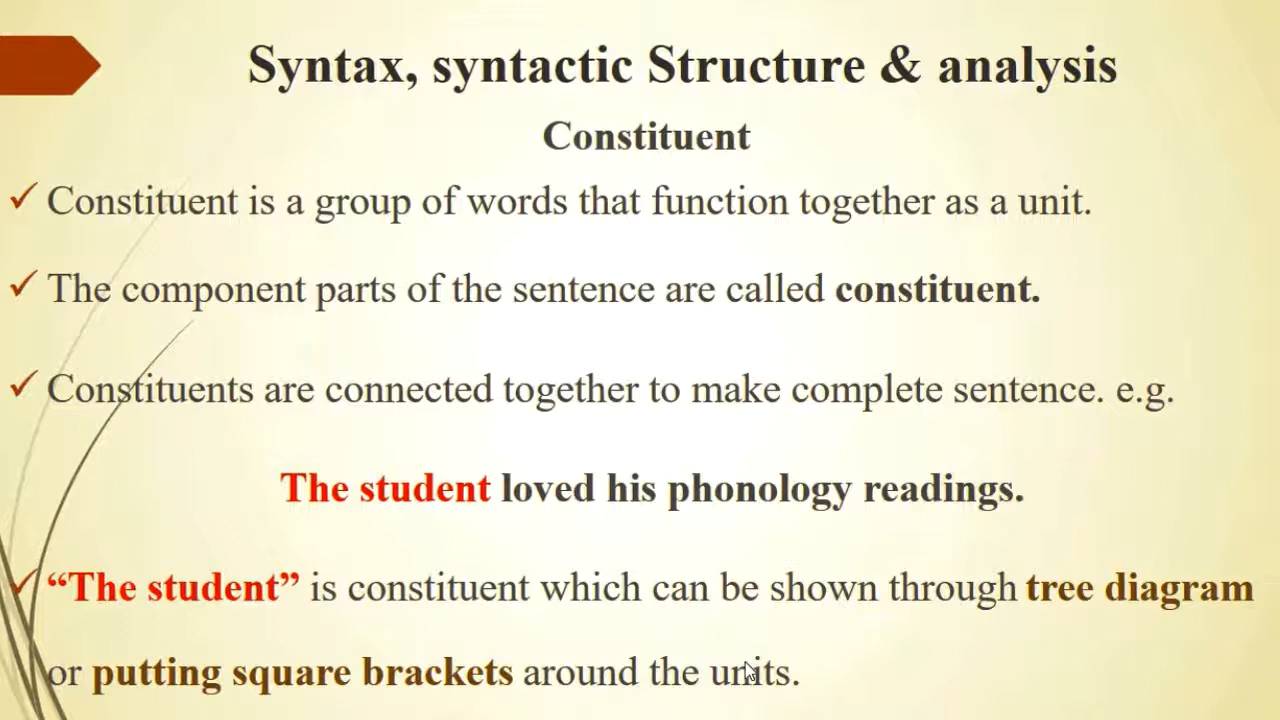 Syntax, syntactic Structure & analysis
Constituent
✓ Constituent is a group of words that function together as a unit.
✓ The component parts of the sentence are called constituent.
✓ Constituents are connected together to make complete sentence. e.g.
The student loved his phonology readings.
✓ “The student” is constituent which can be shown through tree diagram
or putting square brackets around the units.